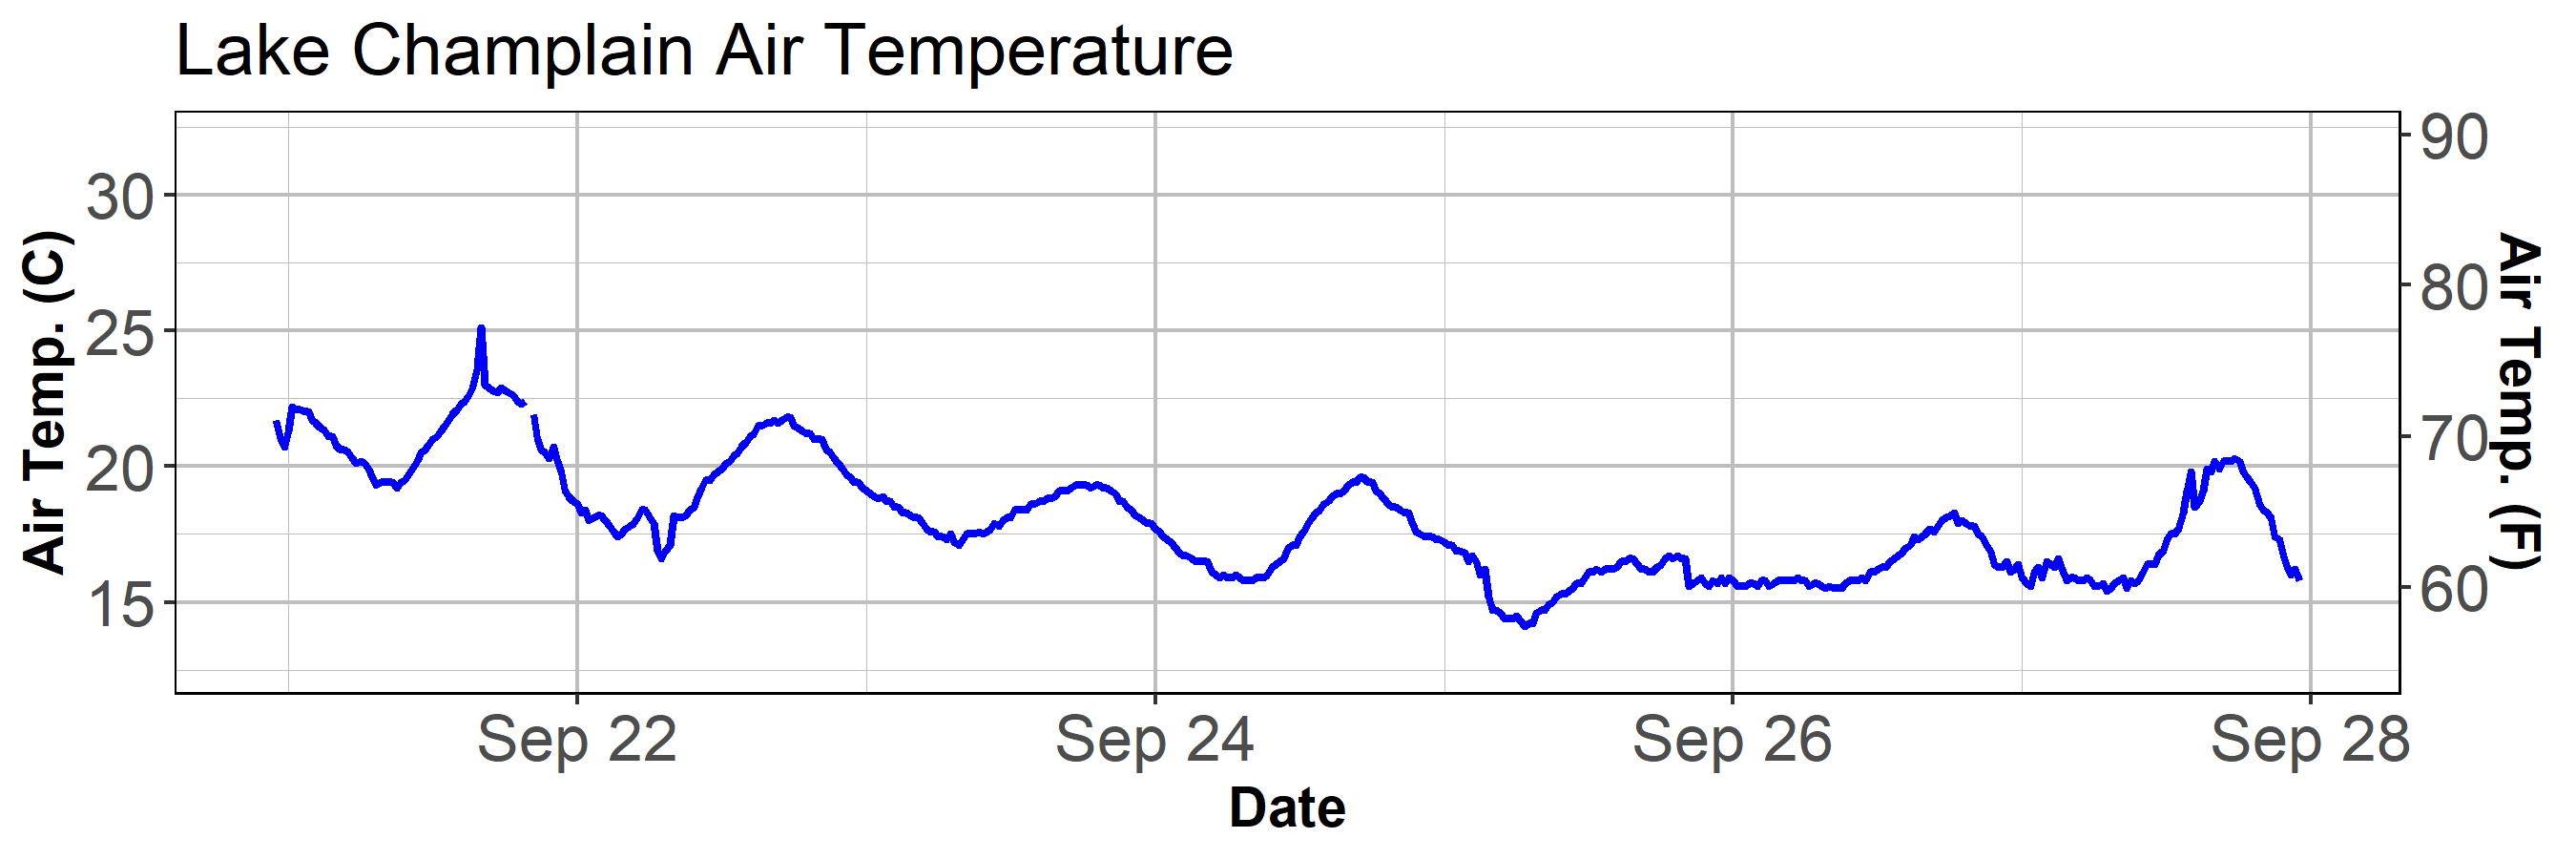 Lake Champlain Air Temperature
30
25
20
15
Air Temp. (C)
90
80
70
60
Air Temp. (F)
Sep 22
Sep 24
Sep 26
Sep 28
Date